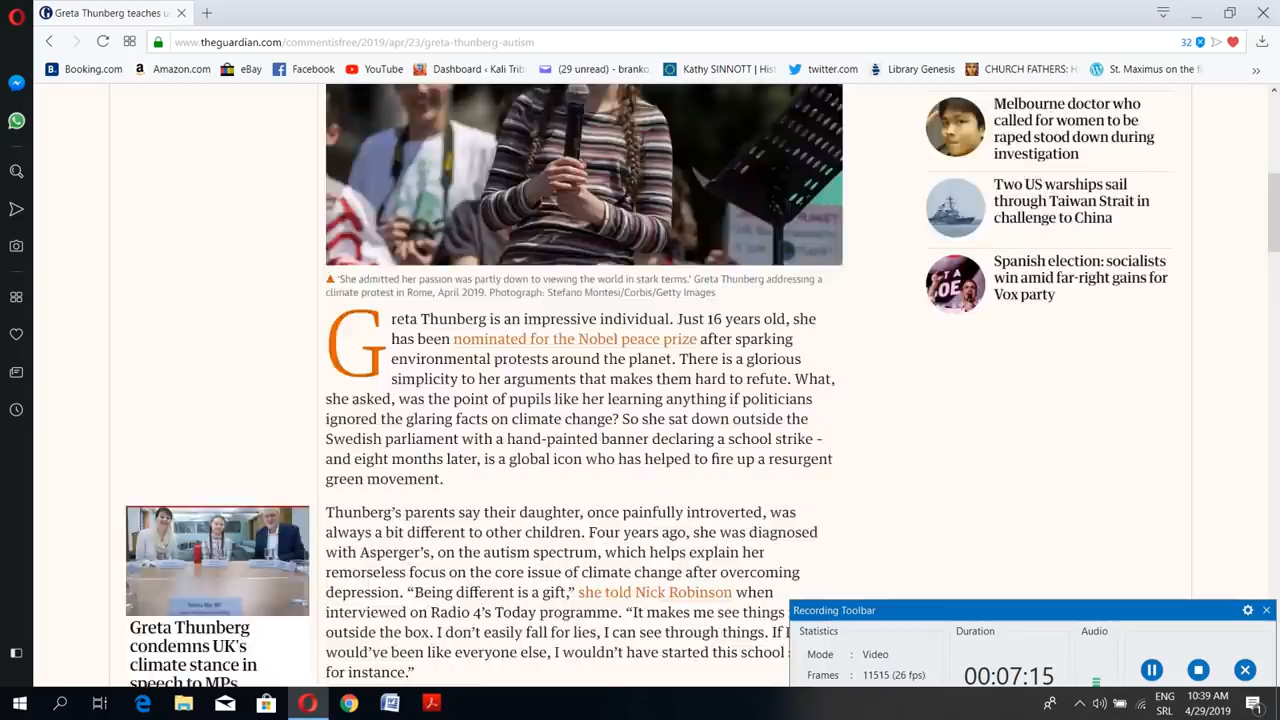 Greta Thunberg teaches u
www.theguardian.com/commentisfree/2019/apr/23/greta-thunberg-autism
32
Booking.com
Amazon.com
eBay
Facebook
YouTube
Dashboard ‹ Kali Trib
(29 unread) - branko_
Kathy SINNOTT | Hist
twitter.com
Library Genesis
CHURCH FATHERS: H
St. Maximus on the f
Melbourne doctor who
called for women to be
raped stood down during
investigation
Two US warships sail
through Taiwan Strait in
challenge to China
Spanish election: socialists
win amid far-right gains for
Vox party
'She admitted her passion was partly down to viewing the world in stark terms.' Greta Thunberg addressing a
climate protest in Rome, April 2019. Photograph: Stefano Montesi/Corbis/Getty Images
Greta Thunberg is an impressive individual. Just 16 years old, she
has been nominated for the Nobel peace prize after sparking
environmental protests around the planet. There is a glorious
simplicity to her arguments that makes them hard to refute. What,
she asked, was the point of pupils like her learning anything if politicians
ignored the glaring facts on climate change? So she sat down outside the
Swedish parliament with a hand-painted banner declaring a school strike –
and eight months later, is a global icon who has helped to fire up a resurgent
green movement.
Thunberg's parents say their daughter, once painfully introverted, was
always a bit different to other children. Four years ago, she was diagnosed
with Asperger's, on the autism spectrum, which helps explain her
remorseless focus on the core issue of climate change after overcoming
depression. “Being different is a gift,” she told Nick Robinson when
interviewed on Radio 4's Today programme. “It makes me see things
outside the box. I don't easily fall for lies, I can see through things. If I
would've been like everyone else, I wouldn't have started this school
for instance.”
Greta Thunberg
condemns UK's
climate stance in
speech to MPs
Recording Toolbar
Statistics
Duration
Audio
Mode : Video
Frames : 11515 (26 fps)
00:07:15
ENG
SRL
10:39 AM
4/29/2019
1